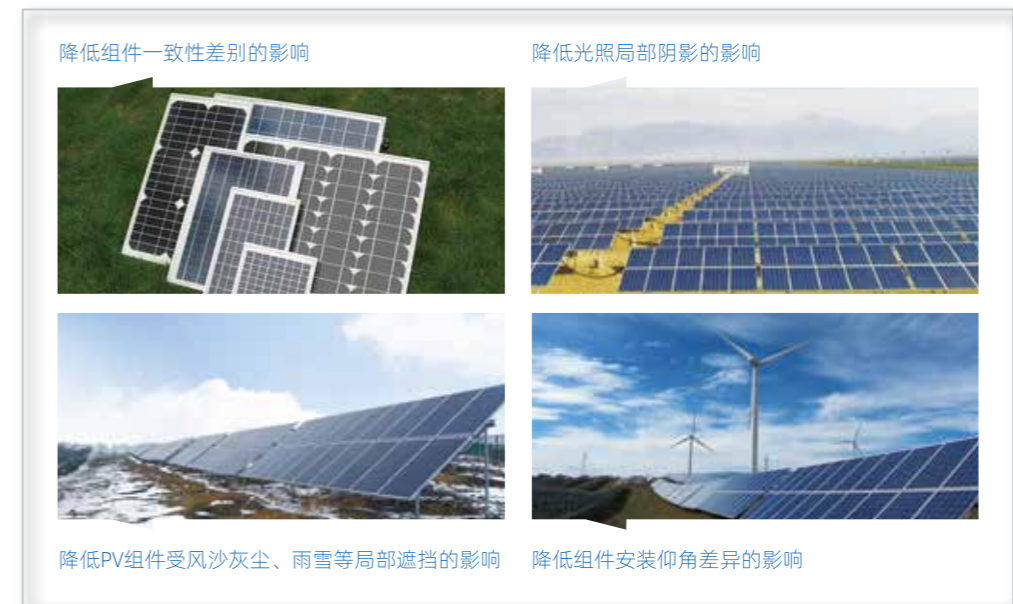 降低组件一致性差别的影响
降低光照局部阴影的影响
降低PV组件受风沙灰尘、雨雪等局部遮挡的影响
降低组件安装仰角差异的影响